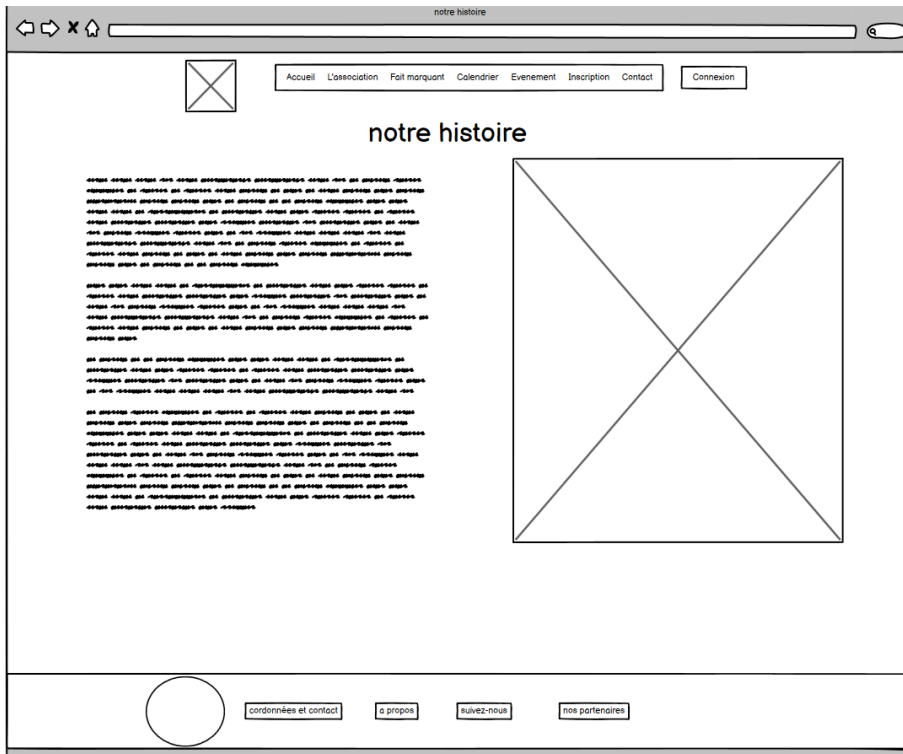 notre histoire
Accueil L'association Fait marquant Calendrier Evenement Inscription Contact Connexion
notre histoire
cordonnées et contact a propos suivez-nous nos partenaires